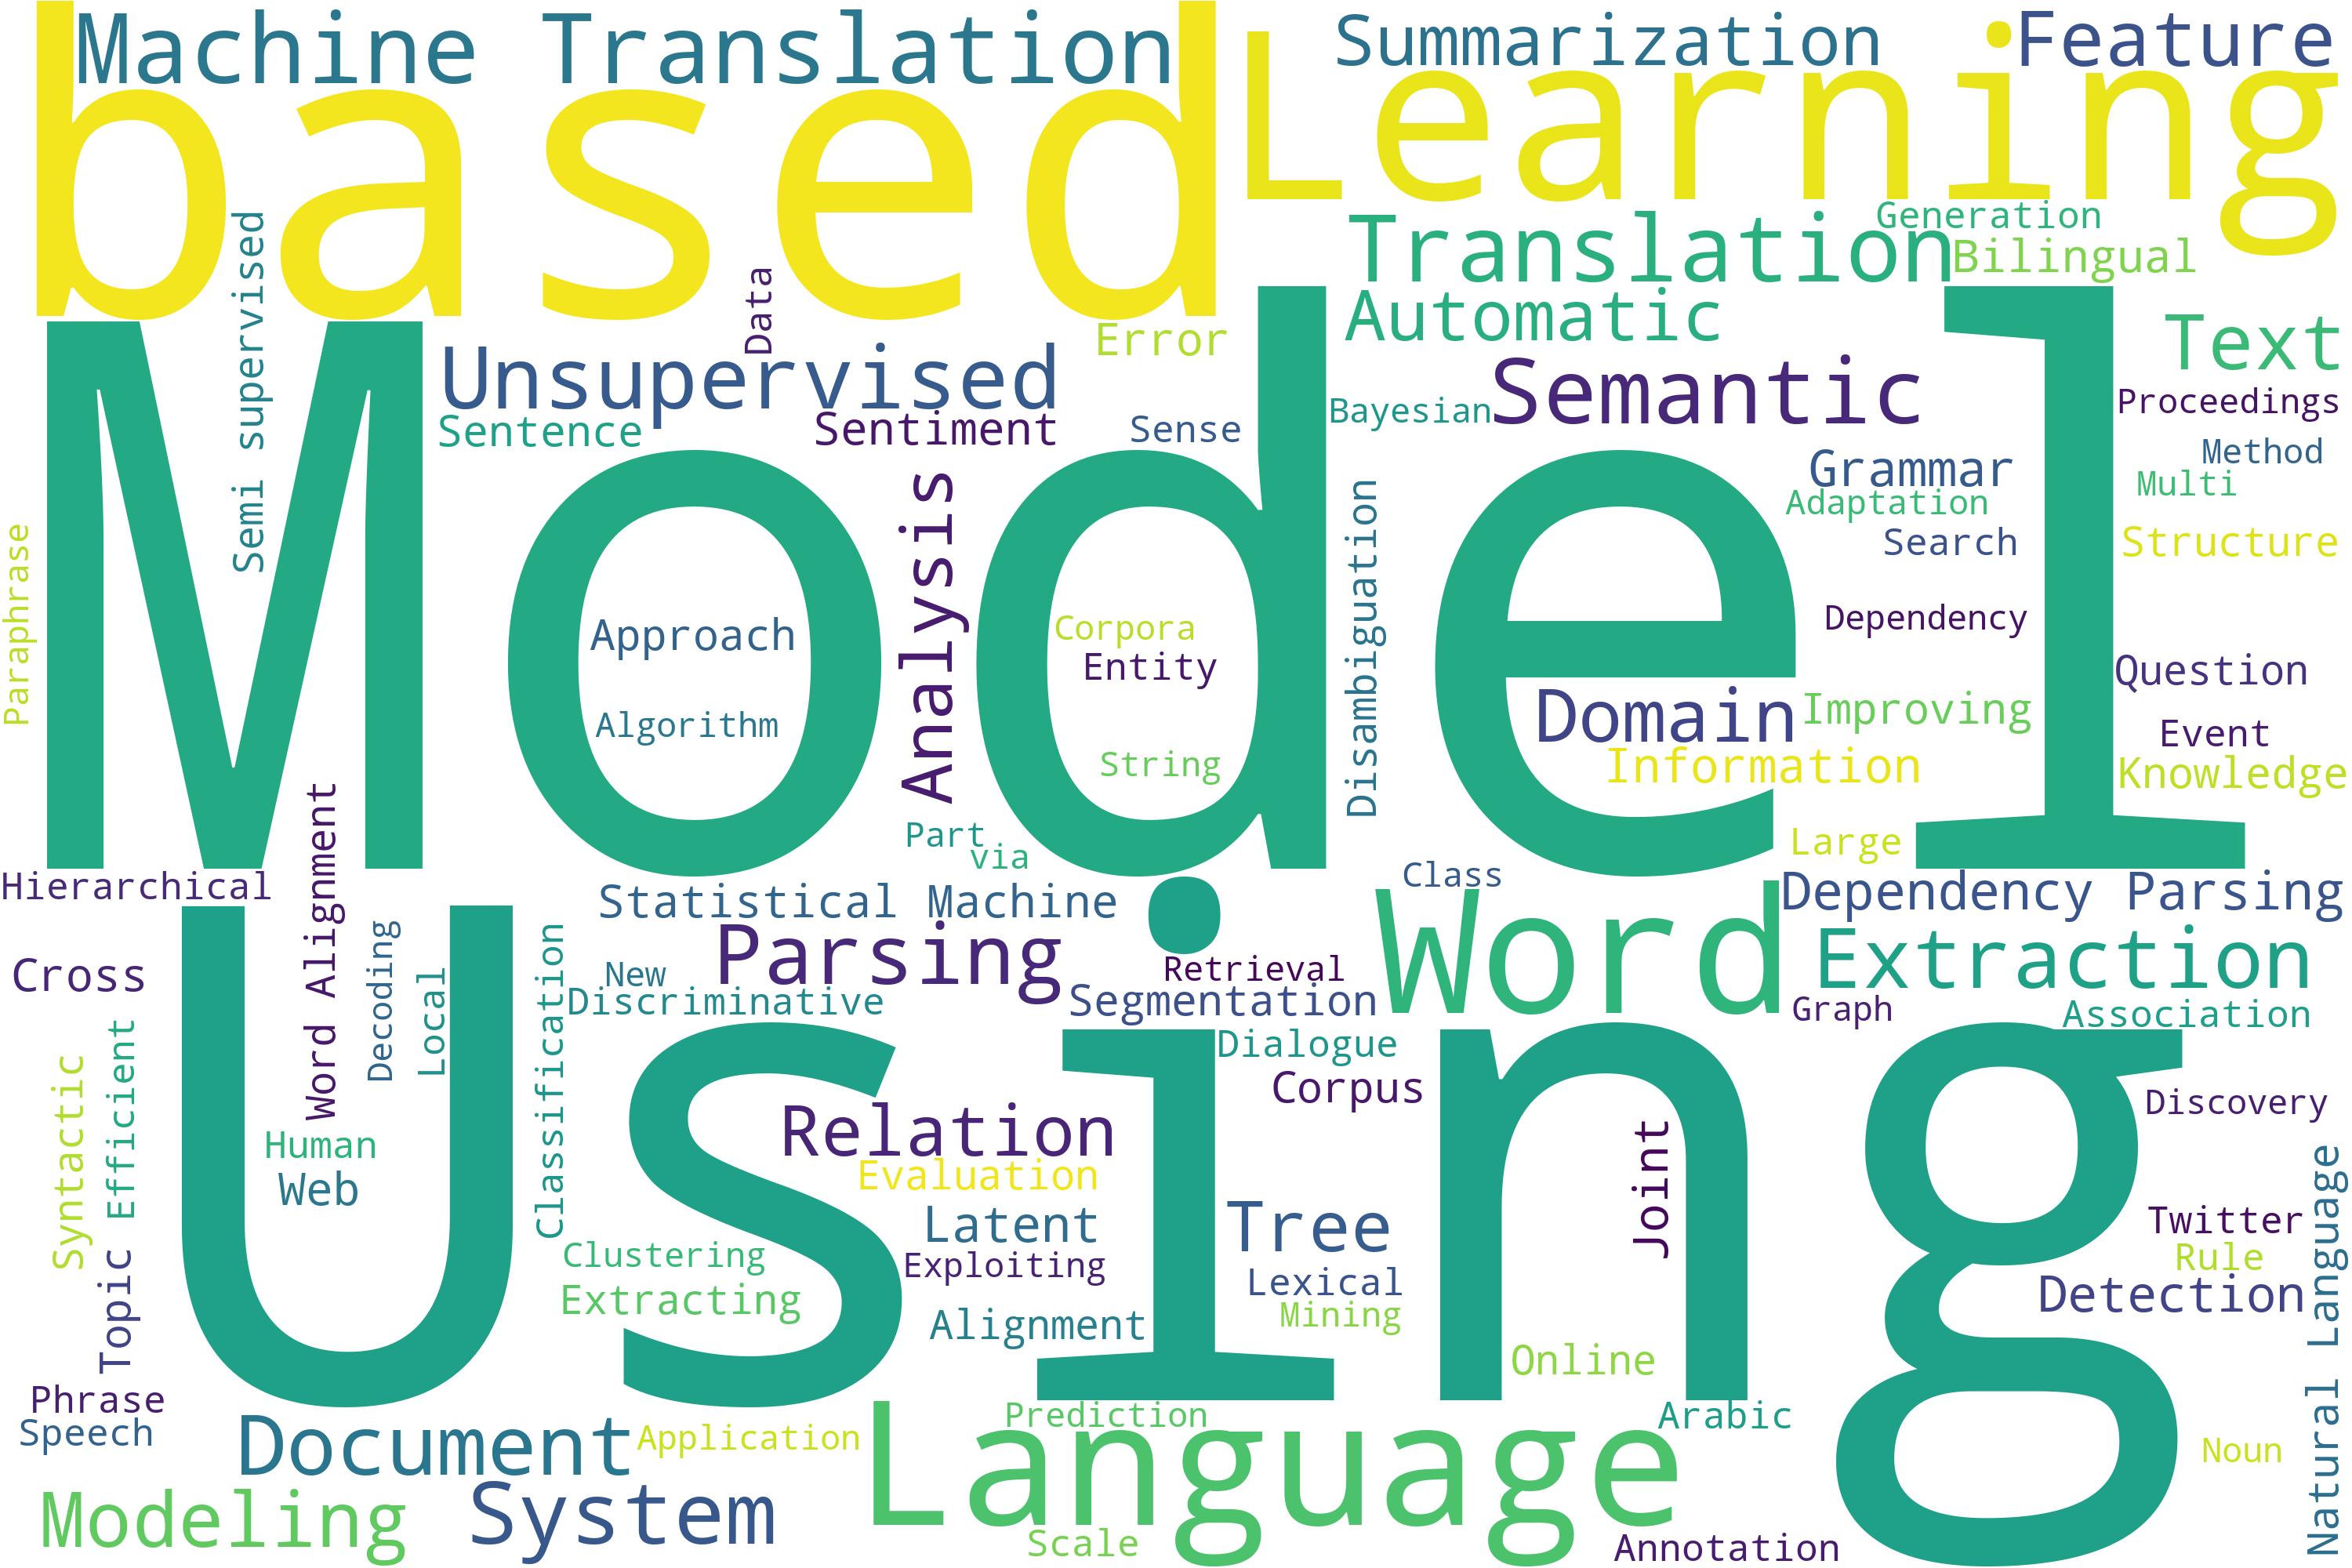 Machine Translation
based
Learning
Summarization
Feature
Translation
Generation
Bilingual
Automatic
Text
Semi supervised
Data
Error
Unsupervised
Sentence
Sentiment
Sense
Bayesian
Semantic
Proceedings
Method
Multi
Grammar
Adaptation
Search
Structure
Model
Paraphrase
Approach
Algorithm
Analysis
Corpora
Entity
String
Disambiguation
Dependency
Domain
Improving
Information
Question
Event
Knowledge
Part
via
Large
Class
Hierarchical
Word Alignment
Statistical Machine
Dependency Parsing
Word
Extraction
Parsing
Cross
Decoding
Local
Classification
New
Discriminative
Retrieval
Segmentation
Graph
Association
Dialogue
Corpus
Using
Syntactic
Efficient
Topic
Human
Web
Relation
Evaluation
Latent
Exploiting
Clustering
Extracting
Alignment
Tree
Lexical
Mining
Joint
Online
Discovery
Twitter
Rule
Detection
Natural Language
Phrase
Speech
Document
Application
Prediction
Language
Arabic
Noun
Modeling
System
Scale
Annotation